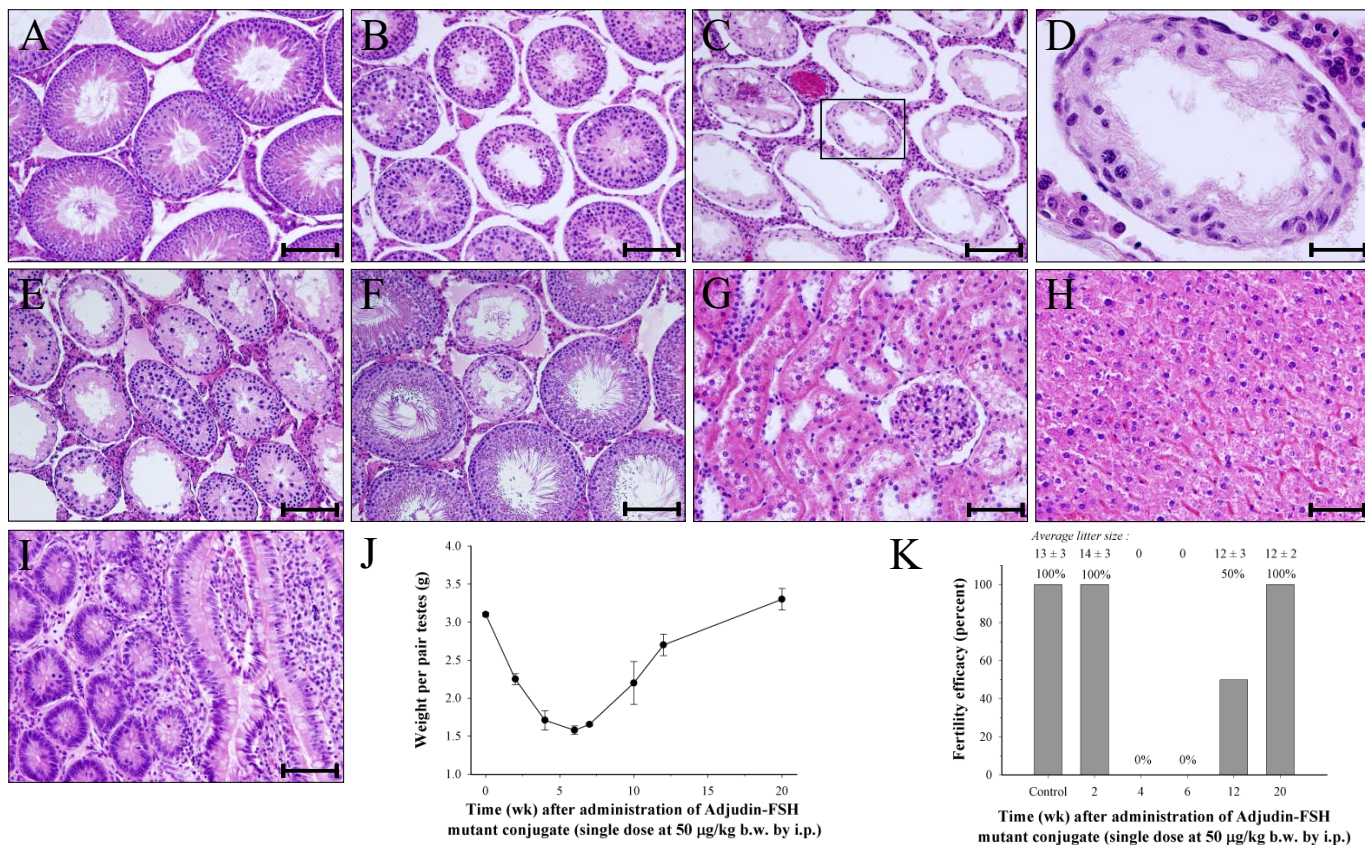 A
B
C
D
E
F
G
H
I
J
4.0
3.5
3.0
2.5
2.0
1.5
1.0
Weight per pair testes (g)
0 5 10 15 20
Time (wk) after administration of Adjudin-FSH
mutant conjugate (single dose at 50 µg/kg b.w. by i.p.)
K
Average litter size :
13 ± 3 14 ± 3 0 0 12 ± 3 12 ± 2
100% 100% 50% 100%
0% 0%
100
80
60
40
20
0
Fertility efficacy (percent)
Control 2 4 6 12 20
Time (wk) after administration of Adjudin-FSH
mutant conjugate (single dose at 50 µg/kg b.w. by i.p.)